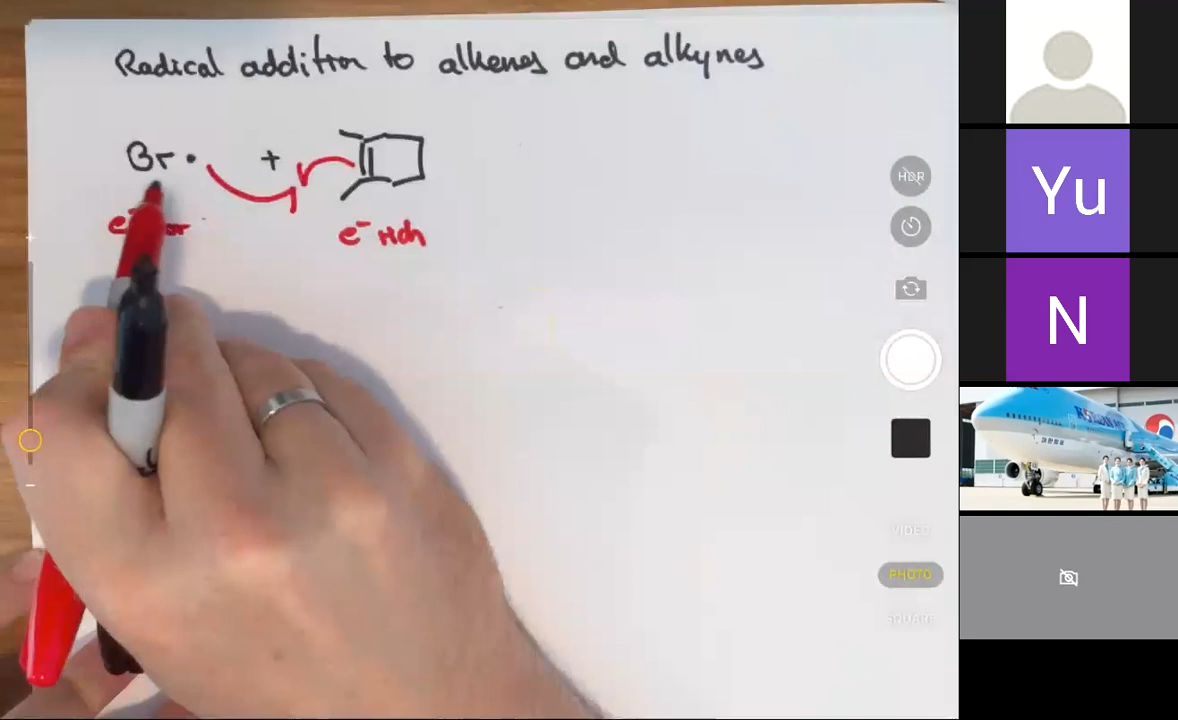 Radical addition to alkenes and alkynes
Br• +
e⁻ rich
HDR
VIDEO
PHOTO
SQUARE
Yu
N